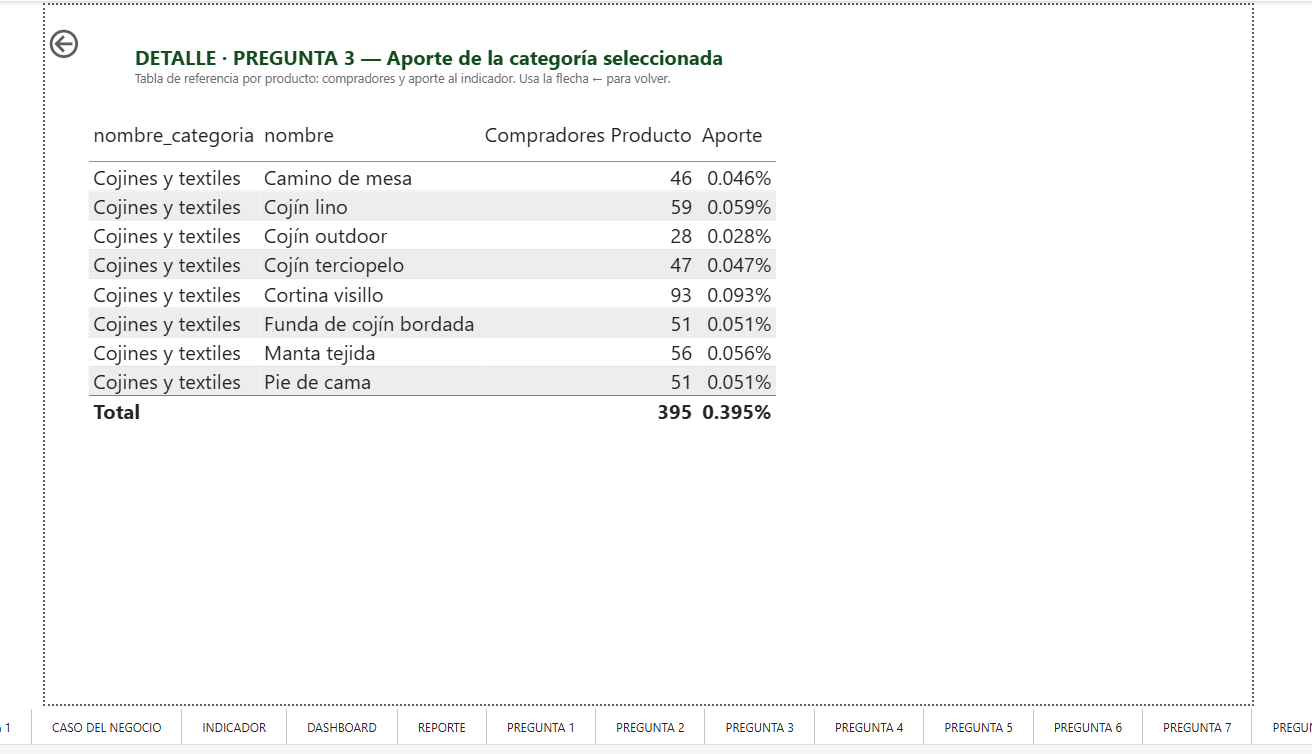 DETALLE · PREGUNTA 3 — Aporte de la categoría seleccionada
Tabla de referencia por producto: compradores y aporte al indicador. Usa la flecha ← para volver.
nombre_categoria nombre Compradores Producto Aporte
Cojines y textiles Camino de mesa 46 0.046%
Cojines y textiles Cojín lino 59 0.059%
Cojines y textiles Cojín outdoor 28 0.028%
Cojines y textiles Cojín terciopelo 47 0.047%
Cojines y textiles Cortina visillo 93 0.093%
Cojines y textiles Funda de cojín bordada 51 0.051%
Cojines y textiles Manta tejida 56 0.056%
Cojines y textiles Pie de cama 51 0.051%
Total 395 0.395%
1 CASO DEL NEGOCIO INDICADOR DASHBOARD REPORTE PREGUNTA 1 PREGUNTA 2 PREGUNTA 3 PREGUNTA 4 PREGUNTA 5 PREGUNTA 6 PREGUNTA 7